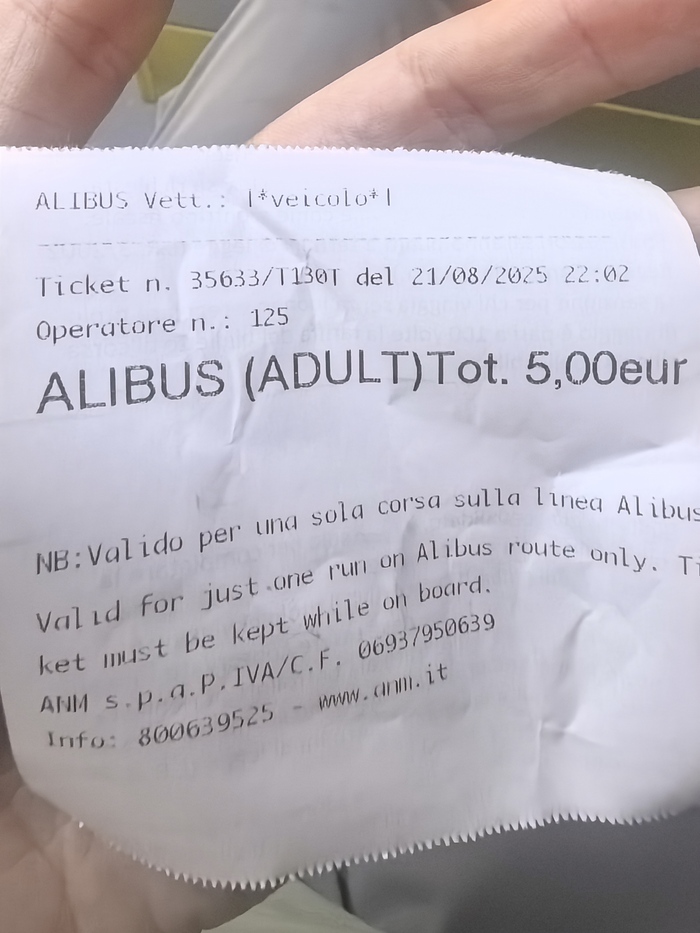 ALIBUS Vett.: |*veicolo*|
--------------------------------------------
Ticket n. 35633/T130T del 21/08/2025 22:02
Operatore n.: 125
ALIBUS (ADULT)Tot. 5,00eur
NB:Valido per una sola corsa sulla linea Alibus
Valid for just one run on Alibus route only. Ti
ket must be kept while on board.
ANM s.p.a.P.IVA/C.F. 06937950639
Info: 800639525 - www.anm.it